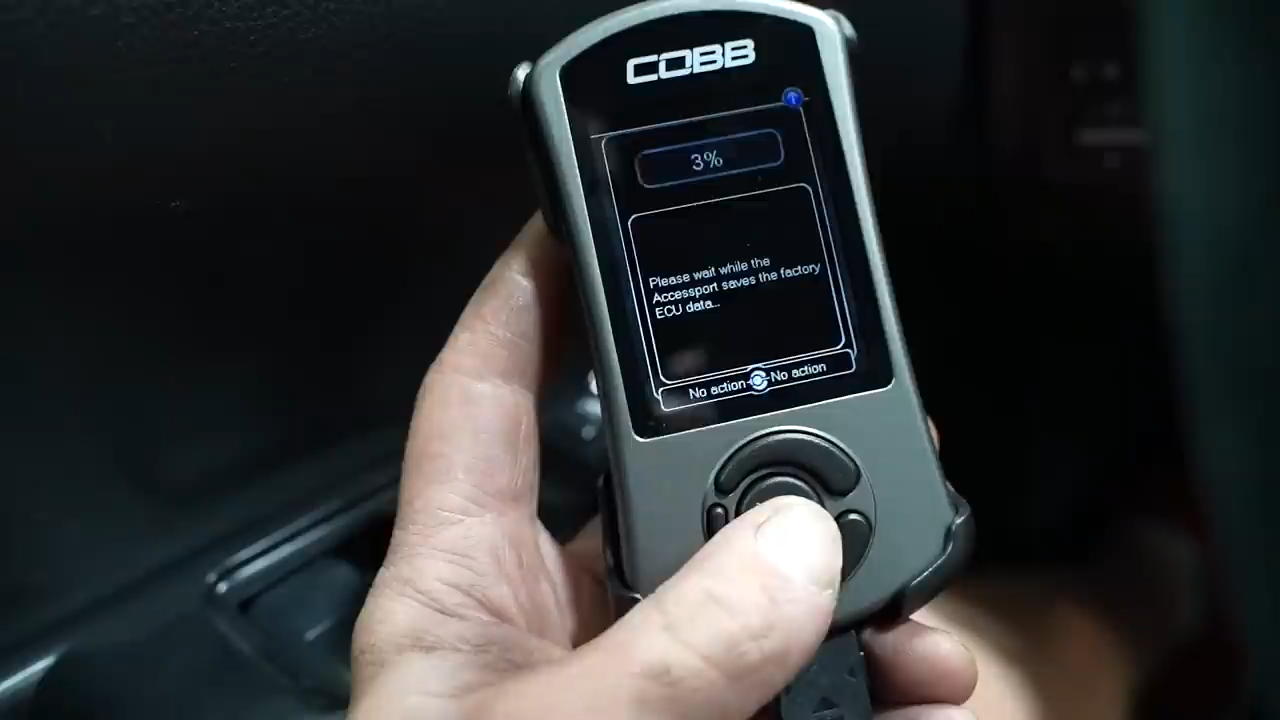 COBB
3%
Please wait while the
Accessport saves the factory
ECU data...
No action No action